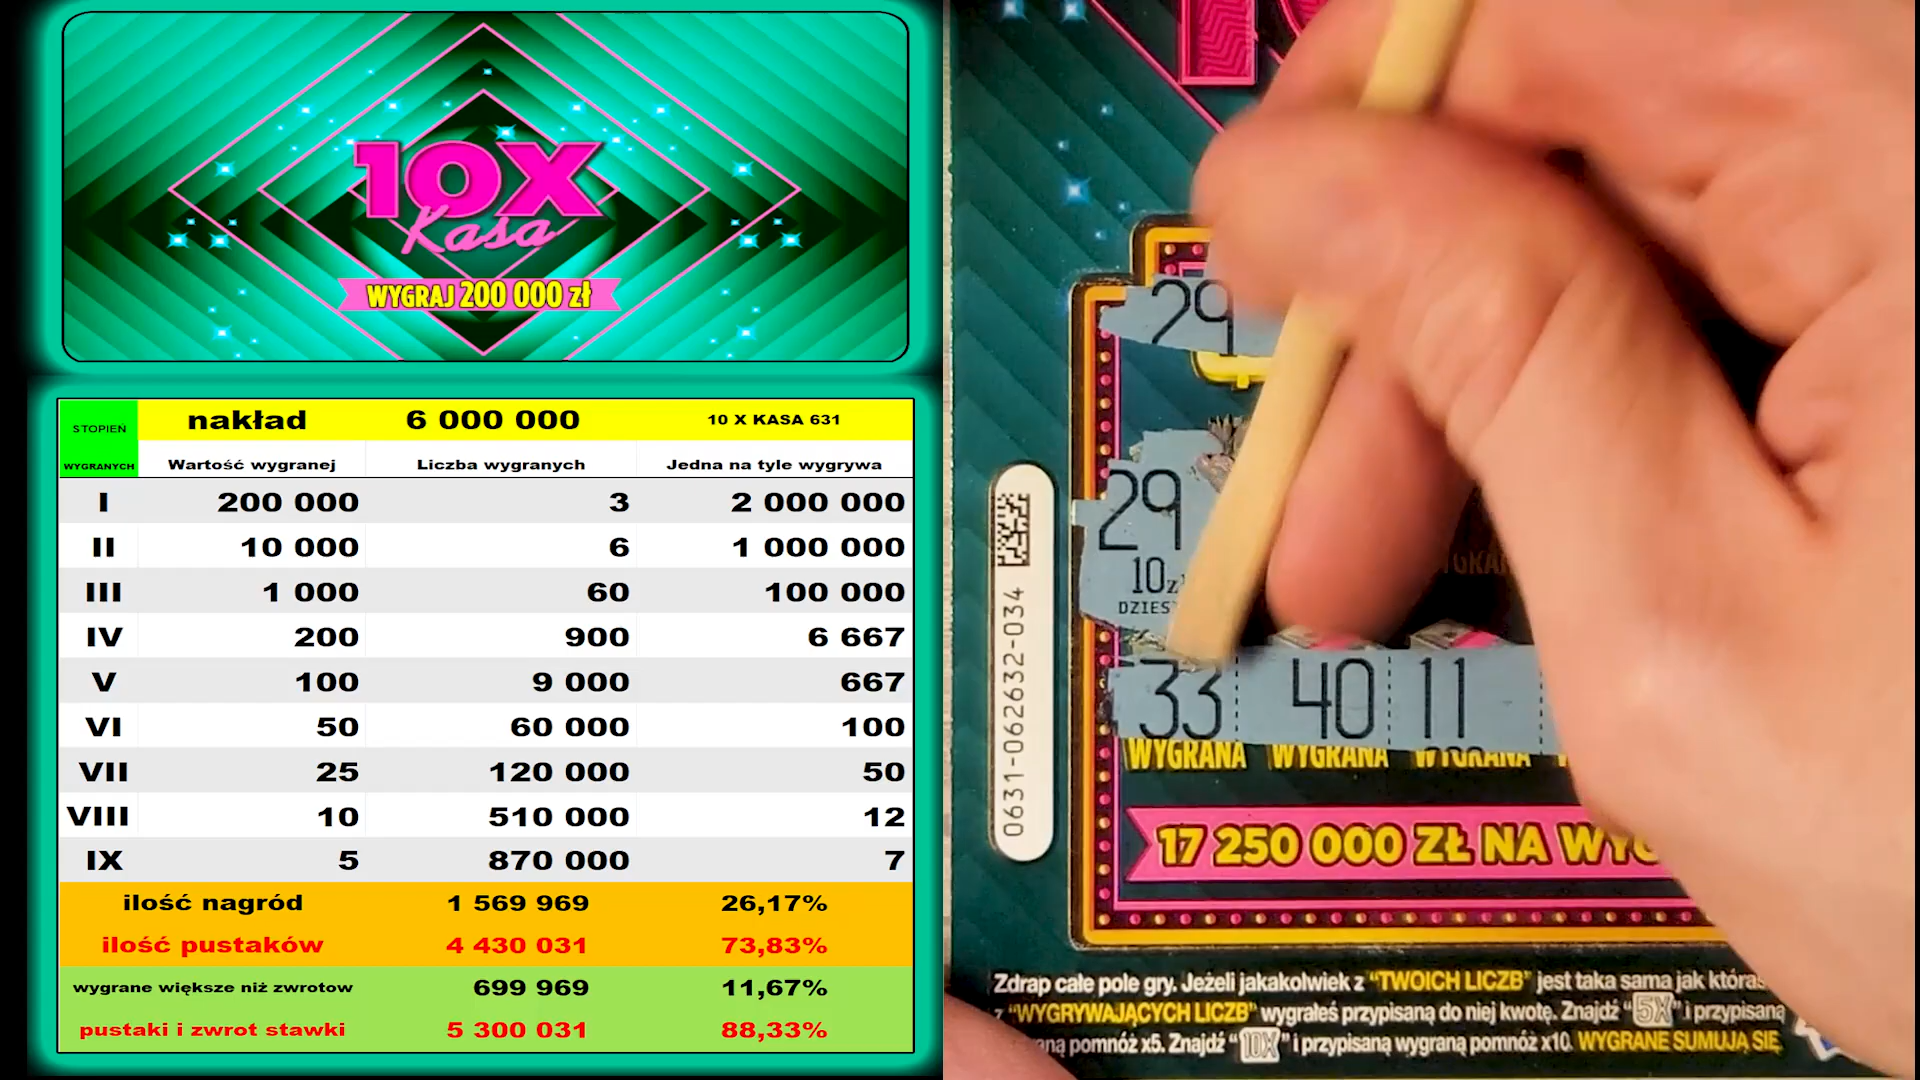 10X
Kasa
WYGRAJ 200 000 zł
STOPIEN WYGRANYCH nakład 6 000 000 10 X KASA 631
Wartość wygranej Liczba wygranych Jedna na tyle wygrywa
I 200 000 3 2 000 000
II 10 000 6 1 000 000
III 1 000 60 100 000
IV 200 900 6 667
V 100 9 000 667
VI 50 60 000 100
VII 25 120 000 50
VIII 10 510 000 12
IX 5 870 000 7
ilość nagród 1 569 969 26,17%
ilość pustaków 4 430 031 73,83%
wygrane większe niż zwrotow 699 969 11,67%
pustaki i zwrot stawki 5 300 031 88,33%
29
29
10
33 40 11
WYGRANA WYGRANA WYGRANA
17 250 000 ZŁ NA
0631-062632-034
Zdrap całe pole gry. Jeżeli jakakolwiek z “TWOICH LICZB” jest taka sama jak
z “WYGRYWAJĄCYCH LICZB” wygrałeś przypisaną do niej kwotę. Znajdź “5X” i przypisaną
pomnóż x5. Znajdź “10X” i przypisaną wygraną pomnóż x10. WYGRANE SUMUJĄ SIĘ.